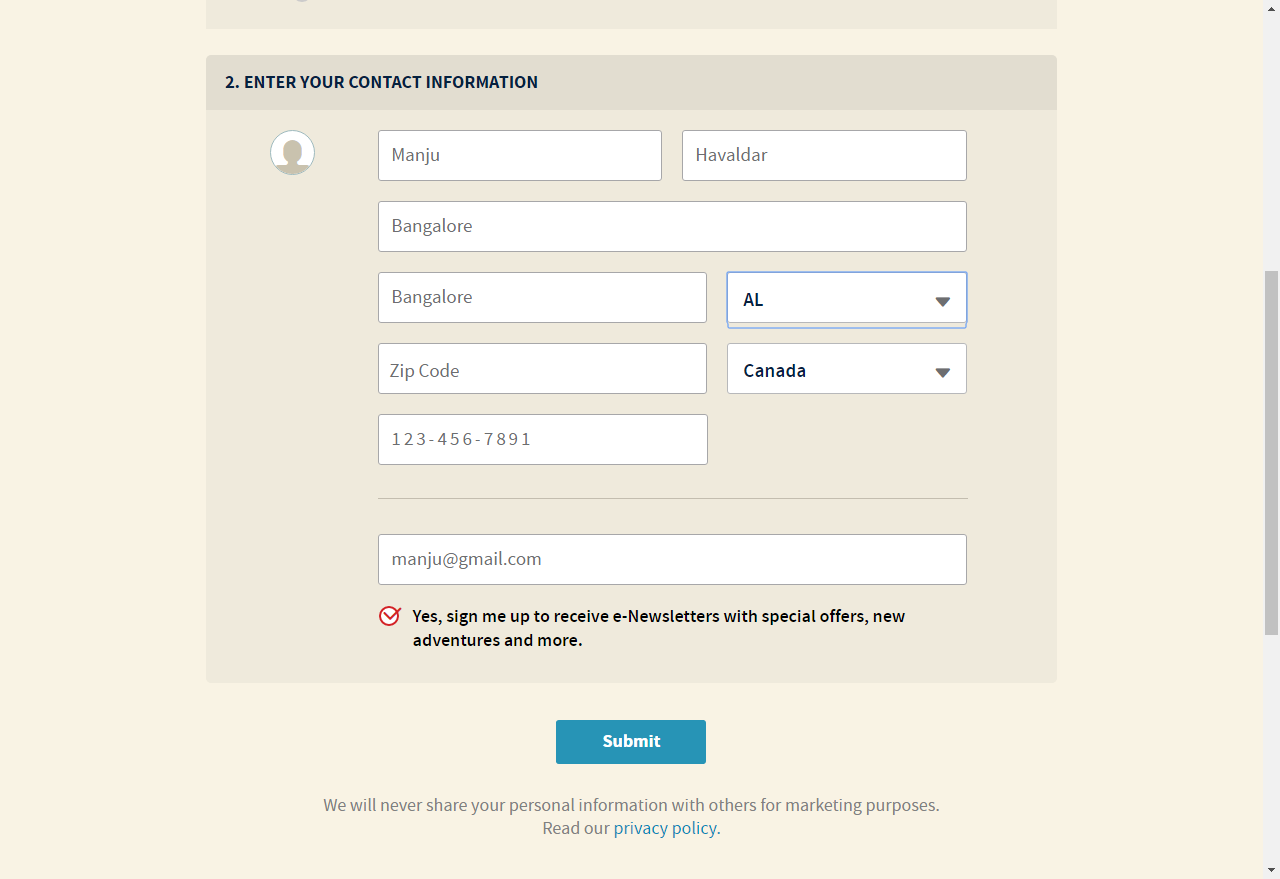 2. ENTER YOUR CONTACT INFORMATION
Manju Havaldar
Bangalore
Bangalore AL
Zip Code Canada
123-456-7891
manju@gmail.com
Yes, sign me up to receive e-Newsletters with special offers, new
adventures and more.
Submit
We will never share your personal information with others for marketing purposes.
Read our privacy policy.